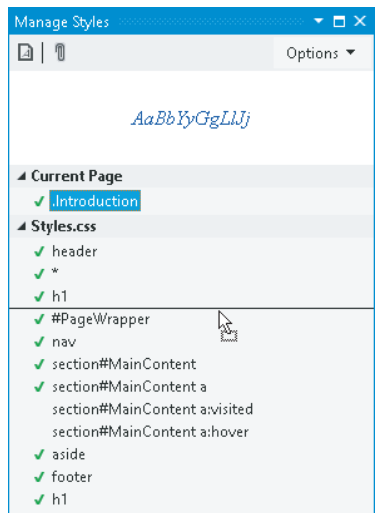 Manage Styles
Options
AaBbYyGgLlJj
Current Page
.Introduction
Styles.css
header
*
h1
#PageWrapper
nav
section#MainContent
section#MainContent a
section#MainContent a:visited
section#MainContent a:hover
aside
footer
h1